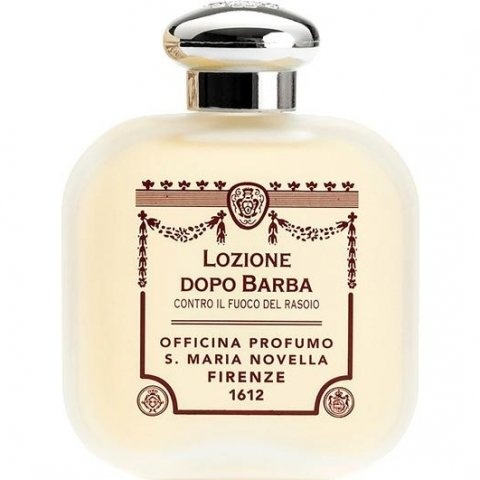 LOZIONE
DOPO BARBA
CONTRO IL FUOCO DEL RASOIO
OFFICINA PROFUMO
S. MARIA NOVELLA
FIRENZE
1612